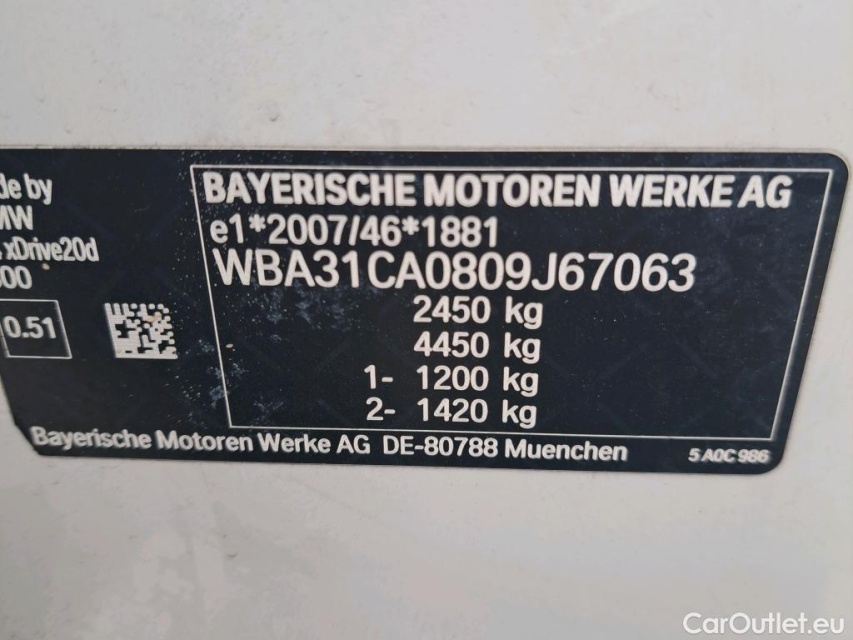 de by
MW
xDrive20d
00
0.51
BAYERISCHE MOTOREN WERKE AG
e1*2007/46*1881
WBA31CA0809J67063
2450 kg
4450 kg
1- 1200 kg
2- 1420 kg
Bayerische Motoren Werke AG DE-80788 Muenchen
5 A0C 986
CarOutlet.eu